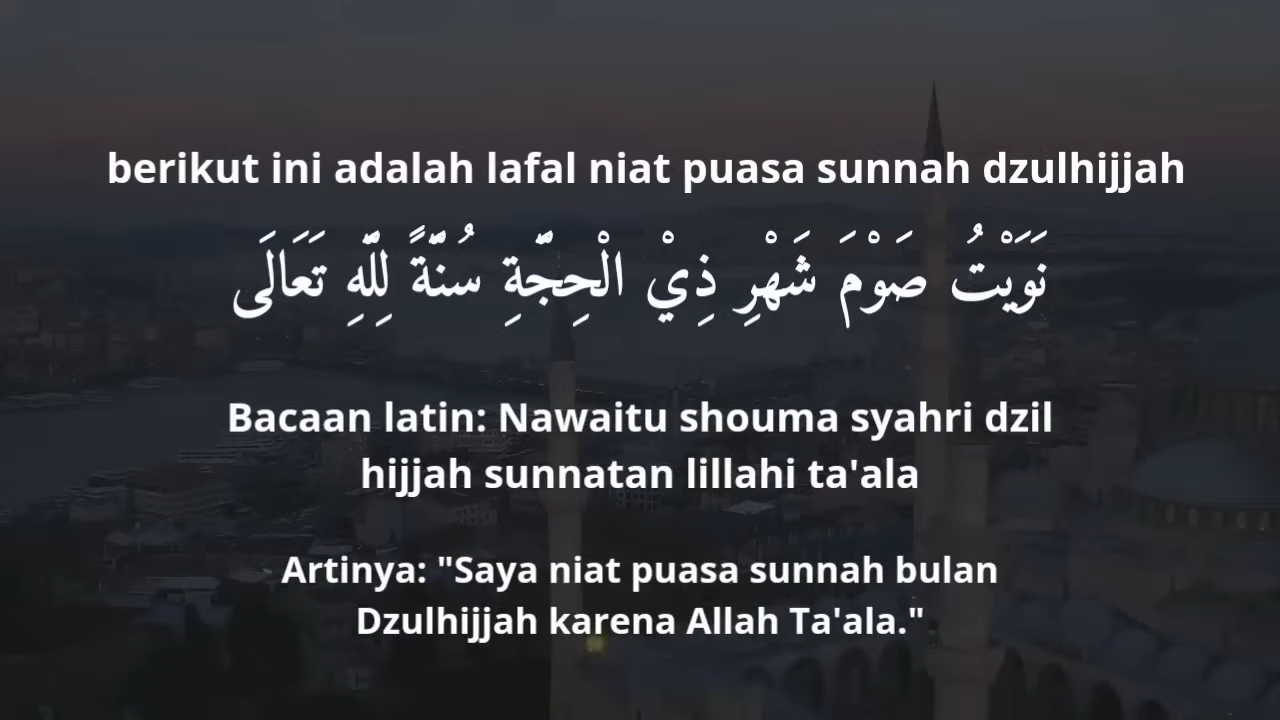 berikut ini adalah lafal niat puasa sunnah dzulhijjah
نَوَيْتُ صَوْمَ شَهْرِ ذِيْ الْحِجَّةِ سُنَّةً لِلّٰهِ تَعَالَى
Bacaan latin: Nawaitu shouma syahri dzil
hijjah sunnatan lillahi ta'ala
Artinya: "Saya niat puasa sunnah bulan
Dzulhijjah karena Allah Ta'ala."